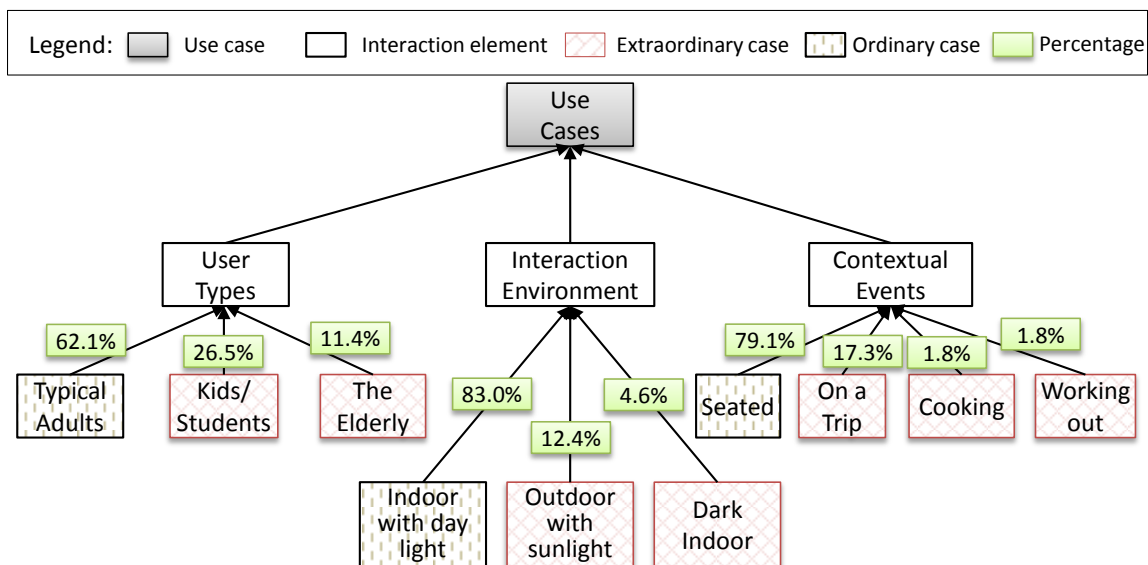 Legend: Use case Interaction element Extraordinary case Ordinary case Percentage
Use
Cases
User
Types
Interaction
Environment
Contextual
Events
62.1%
26.5%
11.4%
83.0%
12.4%
4.6%
79.1%
17.3%
1.8%
1.8%
Typical
Adults
Kids/
Students
The
Elderly
Seated
On a
Trip
Cooking
Working
out
Indoor
with day
light
Outdoor
with
sunlight
Dark
Indoor